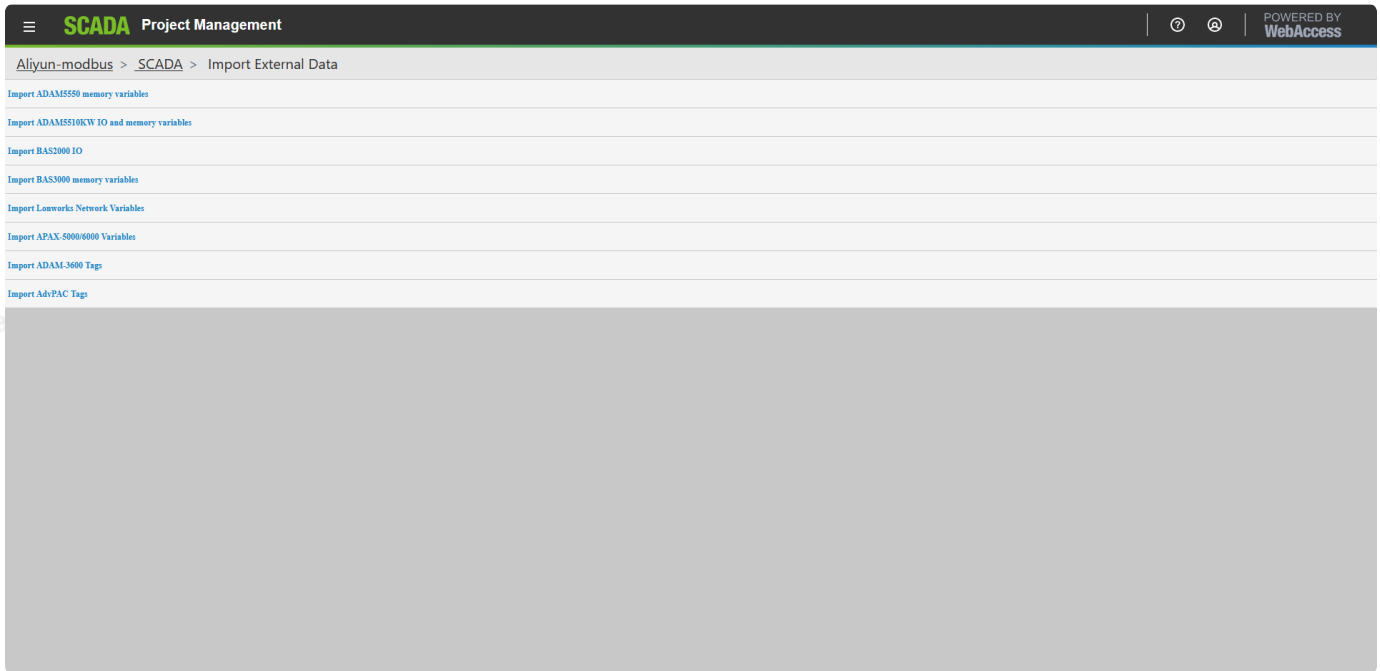 SCADA Project Management
POWERED BY
WebAccess
Aliyun-modbus > SCADA > Import External Data
Import ADAM5550 memory variables
Import ADAM5510KW IO and memory variables
Import BAS2000 IO
Import BAS3000 memory variables
Import Lonworks Network Variables
Import APAX-5000/6000 Variables
Import ADAM-3600 Tags
Import AdvPAC Tags